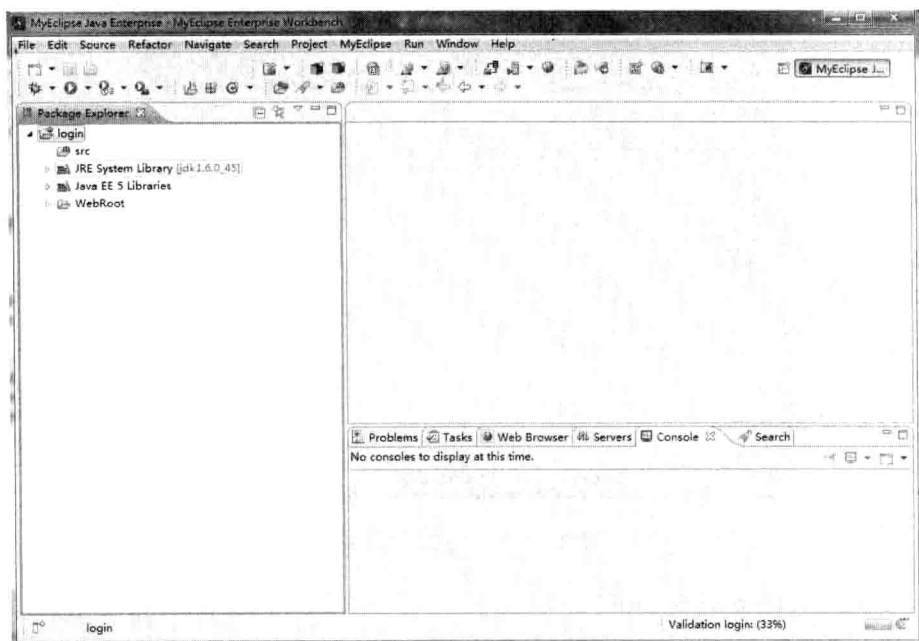 MyEclipse Java Enterprise - MyEclipse Enterprise Workbench
File Edit Source Refactor Navigate Search Project MyEclipse Run Window Help
MyEclipse J...
Package Explorer
login
src
JRE System Library [jdk1.6.0_45]
Java EE 5 Libraries
WebRoot
Problems Tasks Web Browser Servers Console Search
No consoles to display at this time.
login Validation login: (33%)